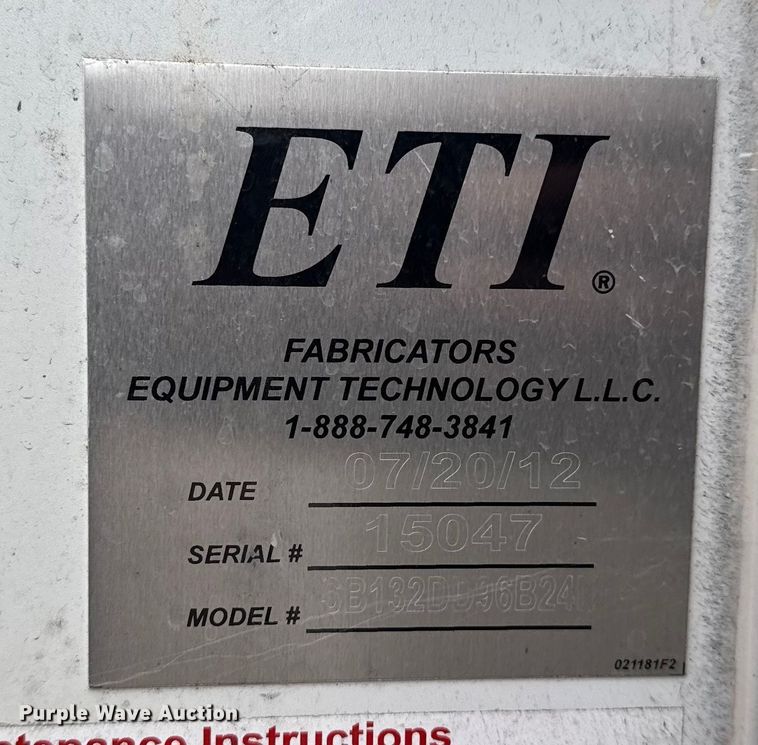 ETI®
FABRICATORS
EQUIPMENT TECHNOLOGY L.L.C.
1-888-748-3841
DATE 07/20/12
SERIAL # 15047
MODEL #
021181F2
Purple Wave Auction
Instructions